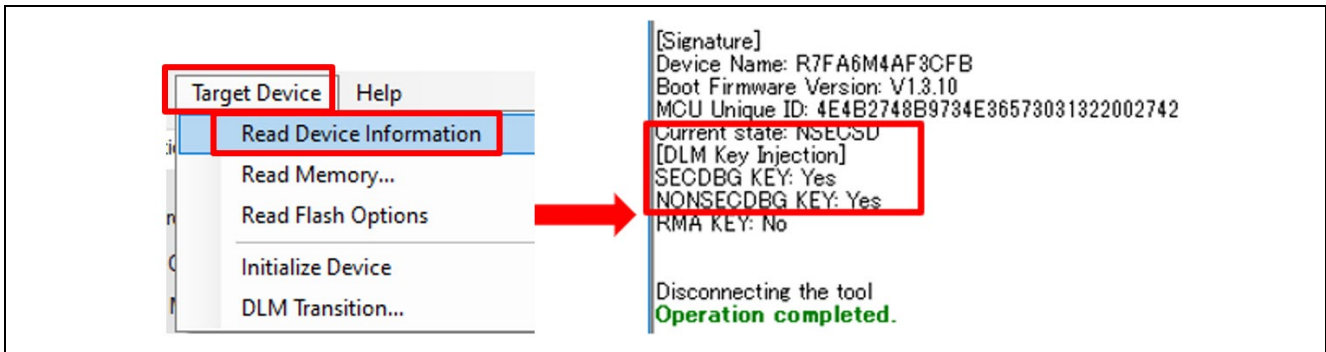 Target Device Help
Read Device Information
Read Memory...
Read Flash Options
Initialize Device
DLM Transition...
[Signature]
Device Name: R7FA6M4AF3CFB
Boot Firmware Version: V1.3.10
MCU Unique ID: 4E4B2748B9734E36573031322002742
Current state: NSECSD
[DLM Key Injection]
SECDBG KEY: Yes
NONSECDBG KEY: Yes
RMA KEY: No
Disconnecting the tool
Operation completed.